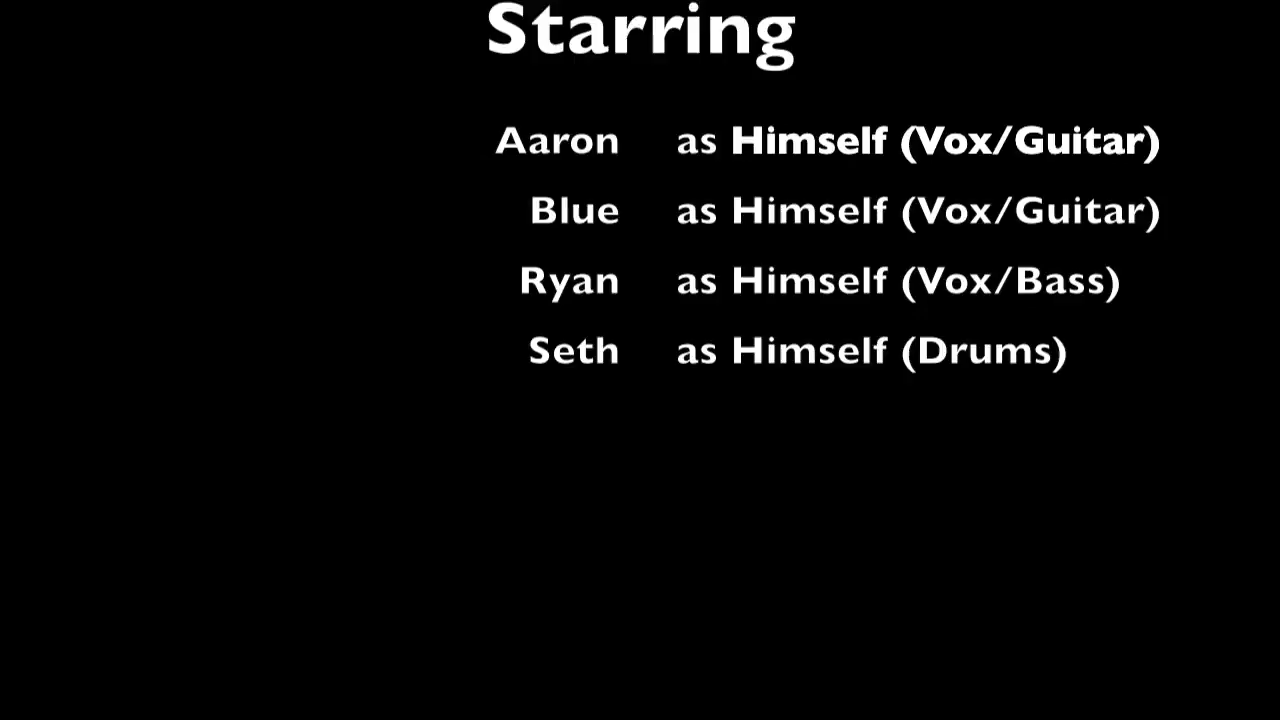 Starring
Aaron as Himself (Vox/Guitar)
Blue as Himself (Vox/Guitar)
Ryan as Himself (Vox/Bass)
Seth as Himself (Drums)